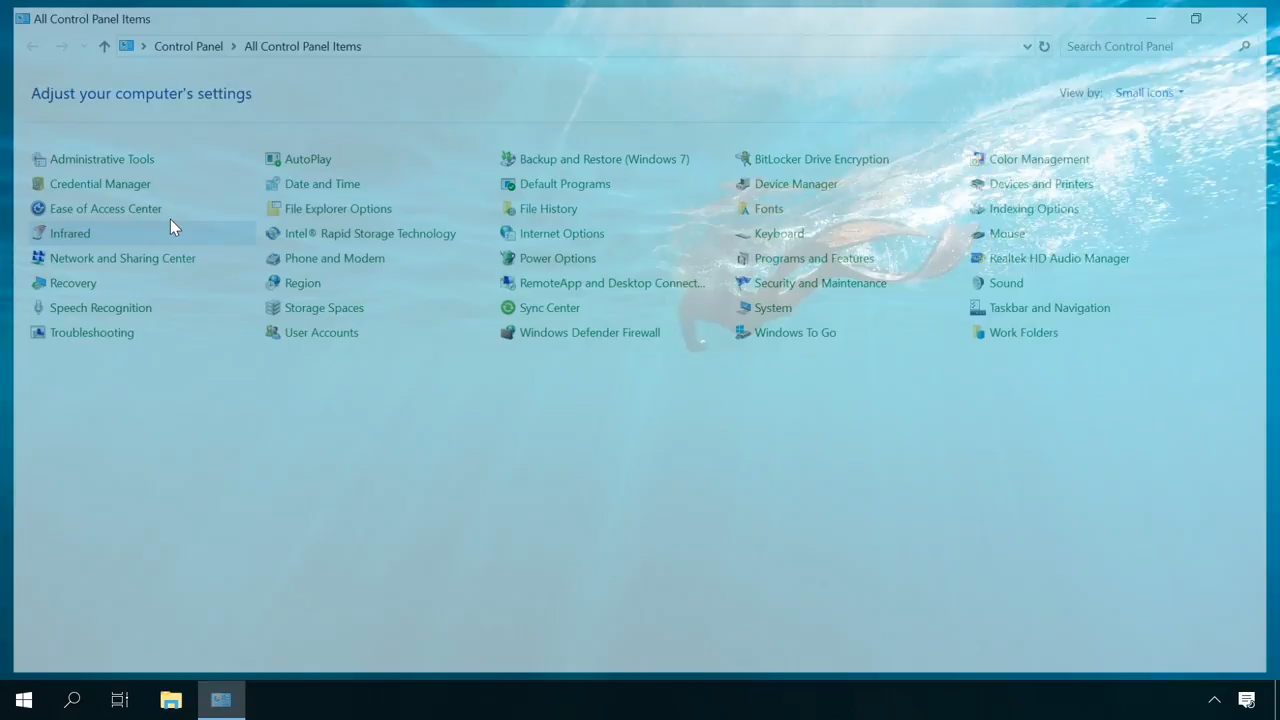 All Control Panel Items
Control Panel > All Control Panel Items
Search Control Panel
Adjust your computer's settings
View by: Small icons
Administrative Tools AutoPlay Backup and Restore (Windows 7) BitLocker Drive Encryption Color Management
Credential Manager Date and Time Default Programs Device Manager Devices and Printers
Ease of Access Center File Explorer Options File History Fonts Indexing Options
Infrared Intel® Rapid Storage Technology Internet Options Keyboard Mouse
Network and Sharing Center Phone and Modem Power Options Programs and Features Realtek HD Audio Manager
Recovery Region RemoteApp and Desktop Connect... Security and Maintenance Sound
Speech Recognition Storage Spaces Sync Center System Taskbar and Navigation
Troubleshooting User Accounts Windows Defender Firewall Windows To Go Work Folders